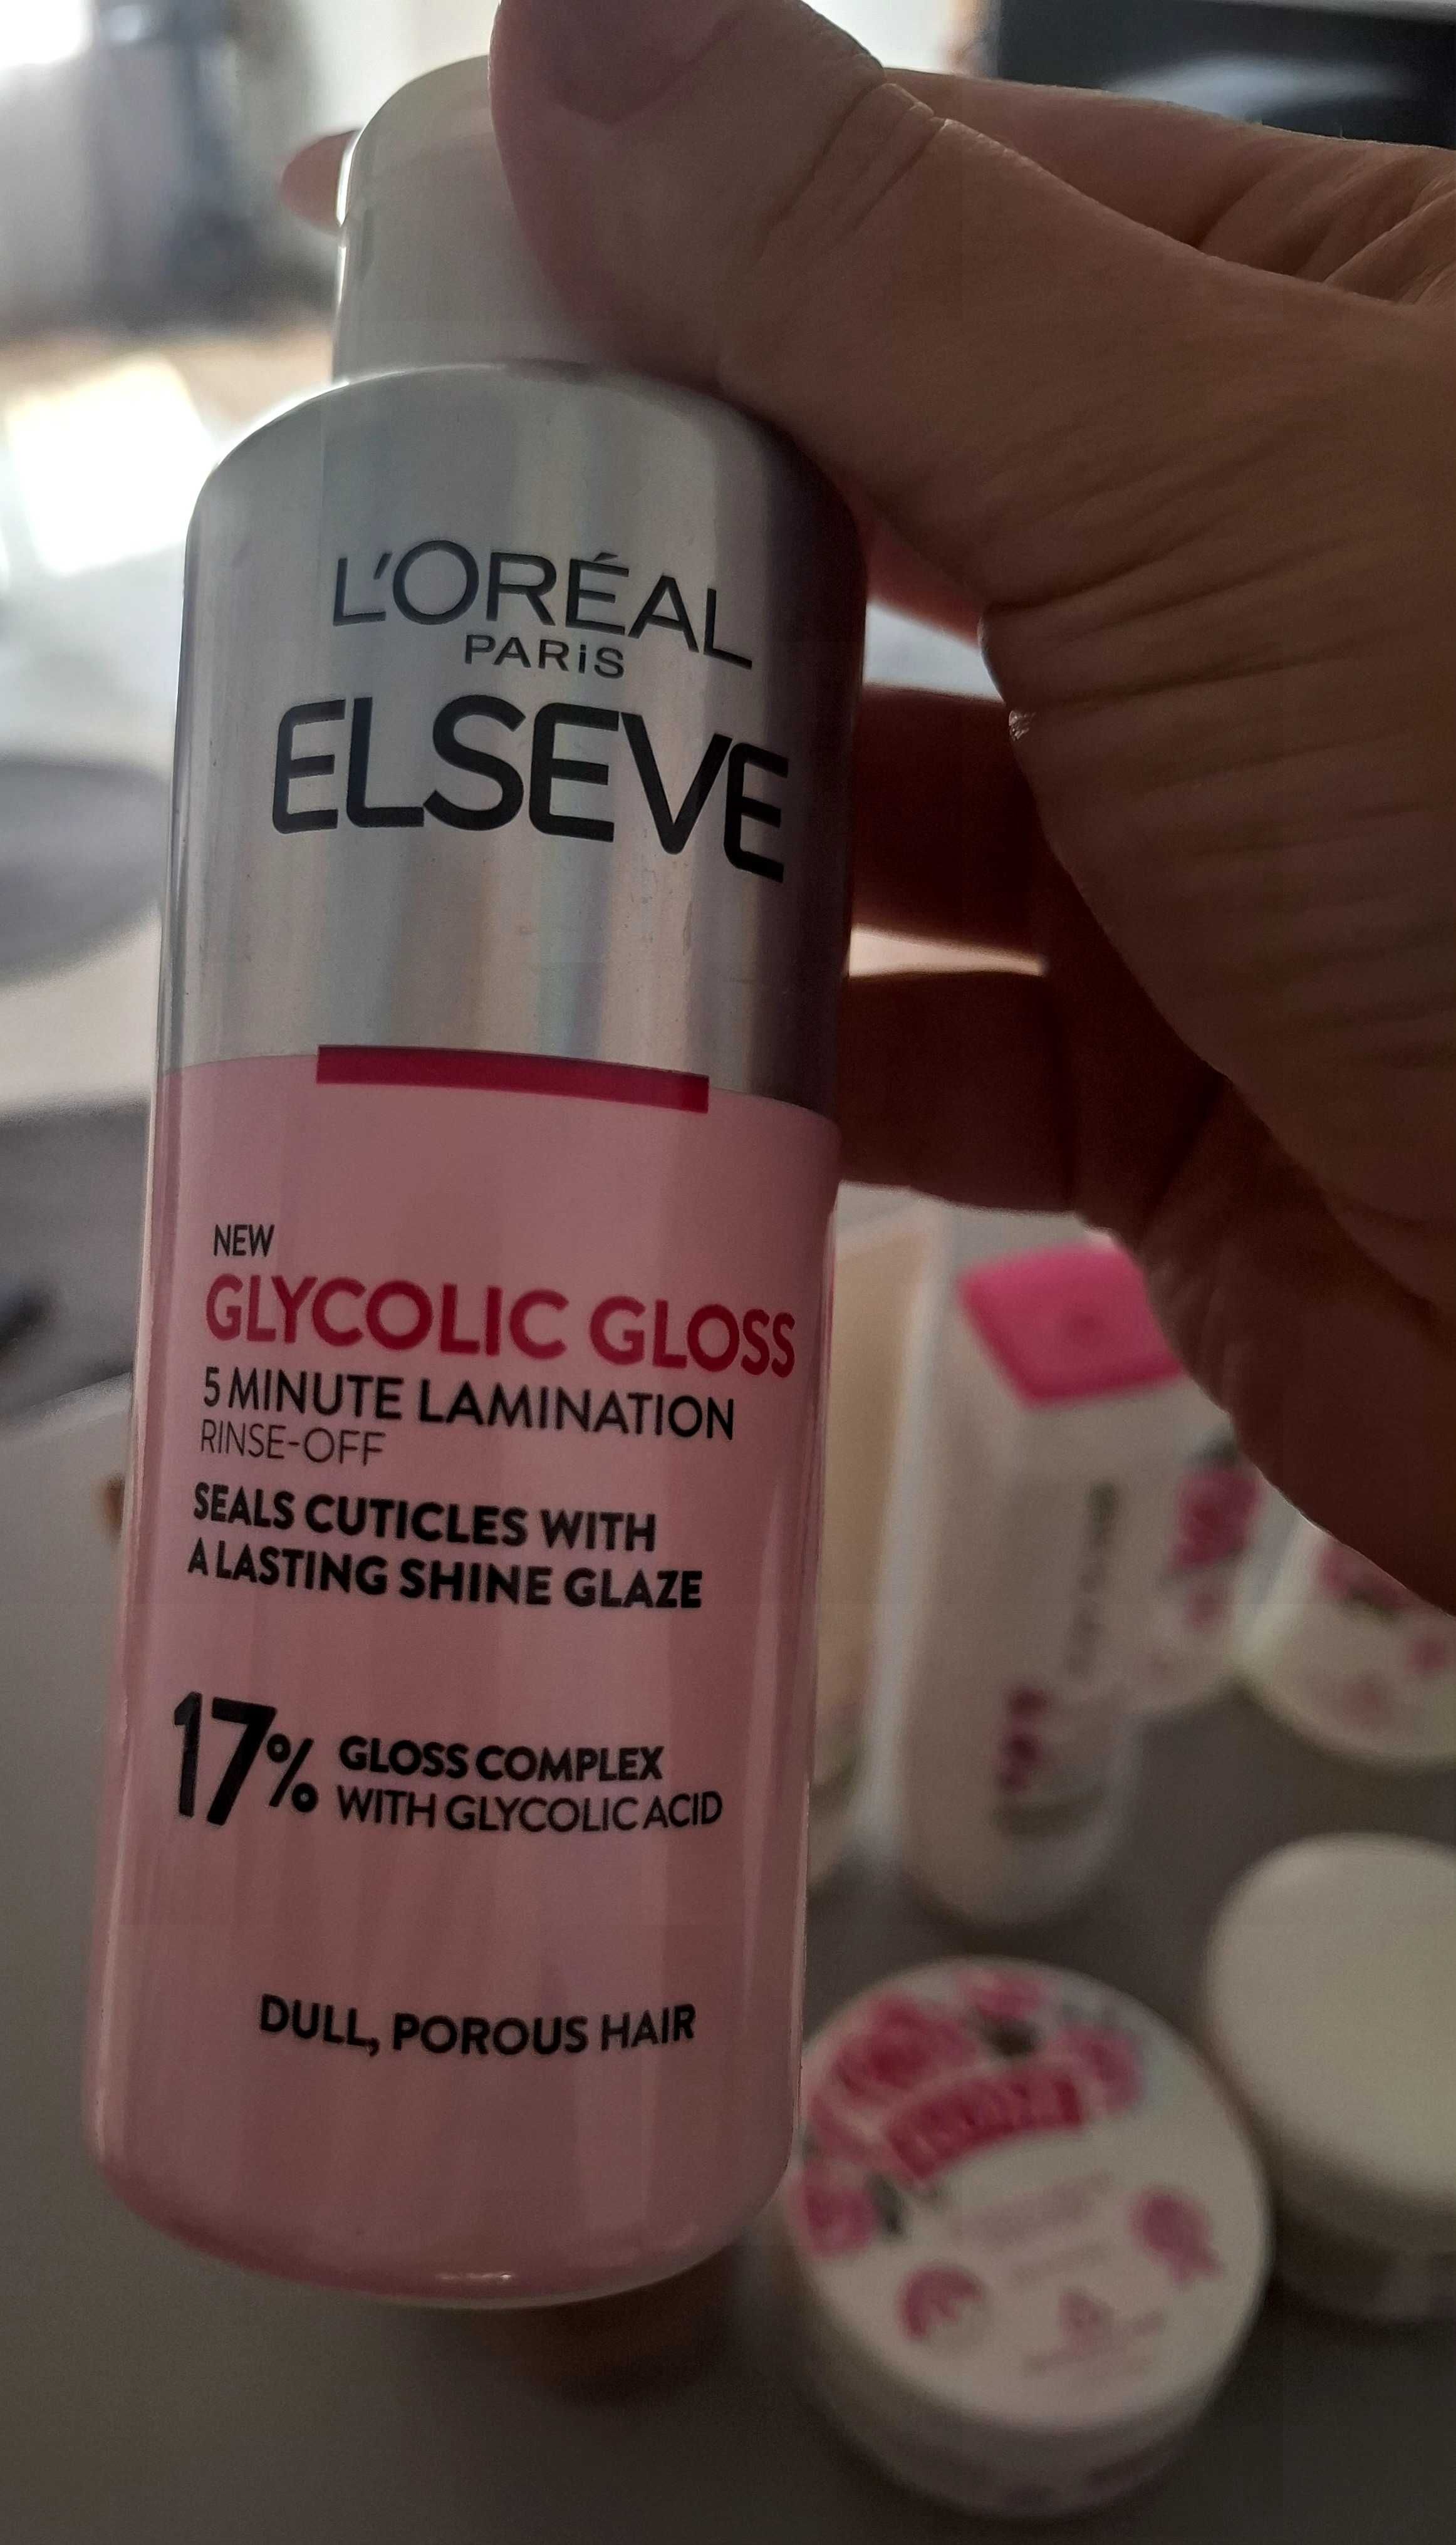 L'ORÉAL
PARiS
ELSEVE
NEW
GLYCOLIC GLOSS
5 MINUTE LAMINATION
RINSE-OFF
SEALS CUTICLES WITH
A LASTING SHINE GLAZE
17% GLOSS COMPLEX
WITH GLYCOLIC ACID
DULL, POROUS HAIR